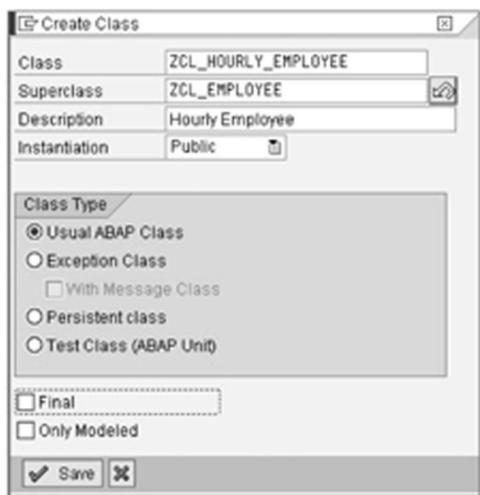 Create Class
Class ZCL_HOURLY_EMPLOYEE
Superclass ZCL_EMPLOYEE
Description Hourly Employee
Instantiation Public
Class Type
Usual ABAP Class
Exception Class
With Message Class
Persistent class
Test Class (ABAP Unit)
Final
Only Modeled
Save